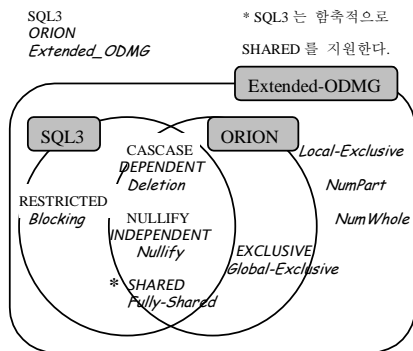 SQL3
ORION
Extended_ODMG
* SQL3 는 함축적으로
SHARED 를 지원한다.
Extended-ODMG
SQL3
ORION
CASCASE
DEPENDENT
Deletion
Local-Exclusive
NumPart
NumWhole
RESTRICTED
Blocking
NULLIFY
INDEPENDENT
Nullify
EXCLUSIVE
Global-Exclusive
* SHARED
Fully-Shared